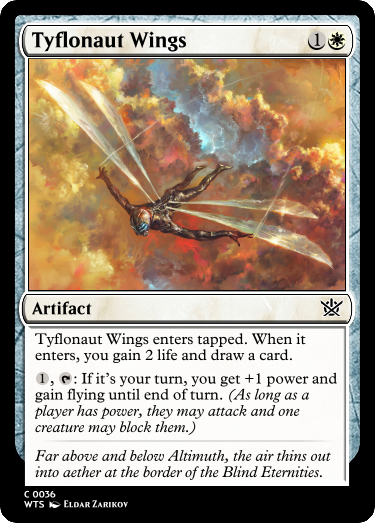 Tyflonaut Wings 1
Artifact
Tyflonaut Wings enters tapped. When it
enters, you gain 2 life and draw a card.
1, : If it's your turn, you get +1 power and
gain flying until end of turn. (As long as a
player has power, they may attack and one
creature may block them.)
Far above and below Altimuth, the air thins out
into aether at the border of the Blind Eternities.
C 0036
WTS Eldar Zarikov